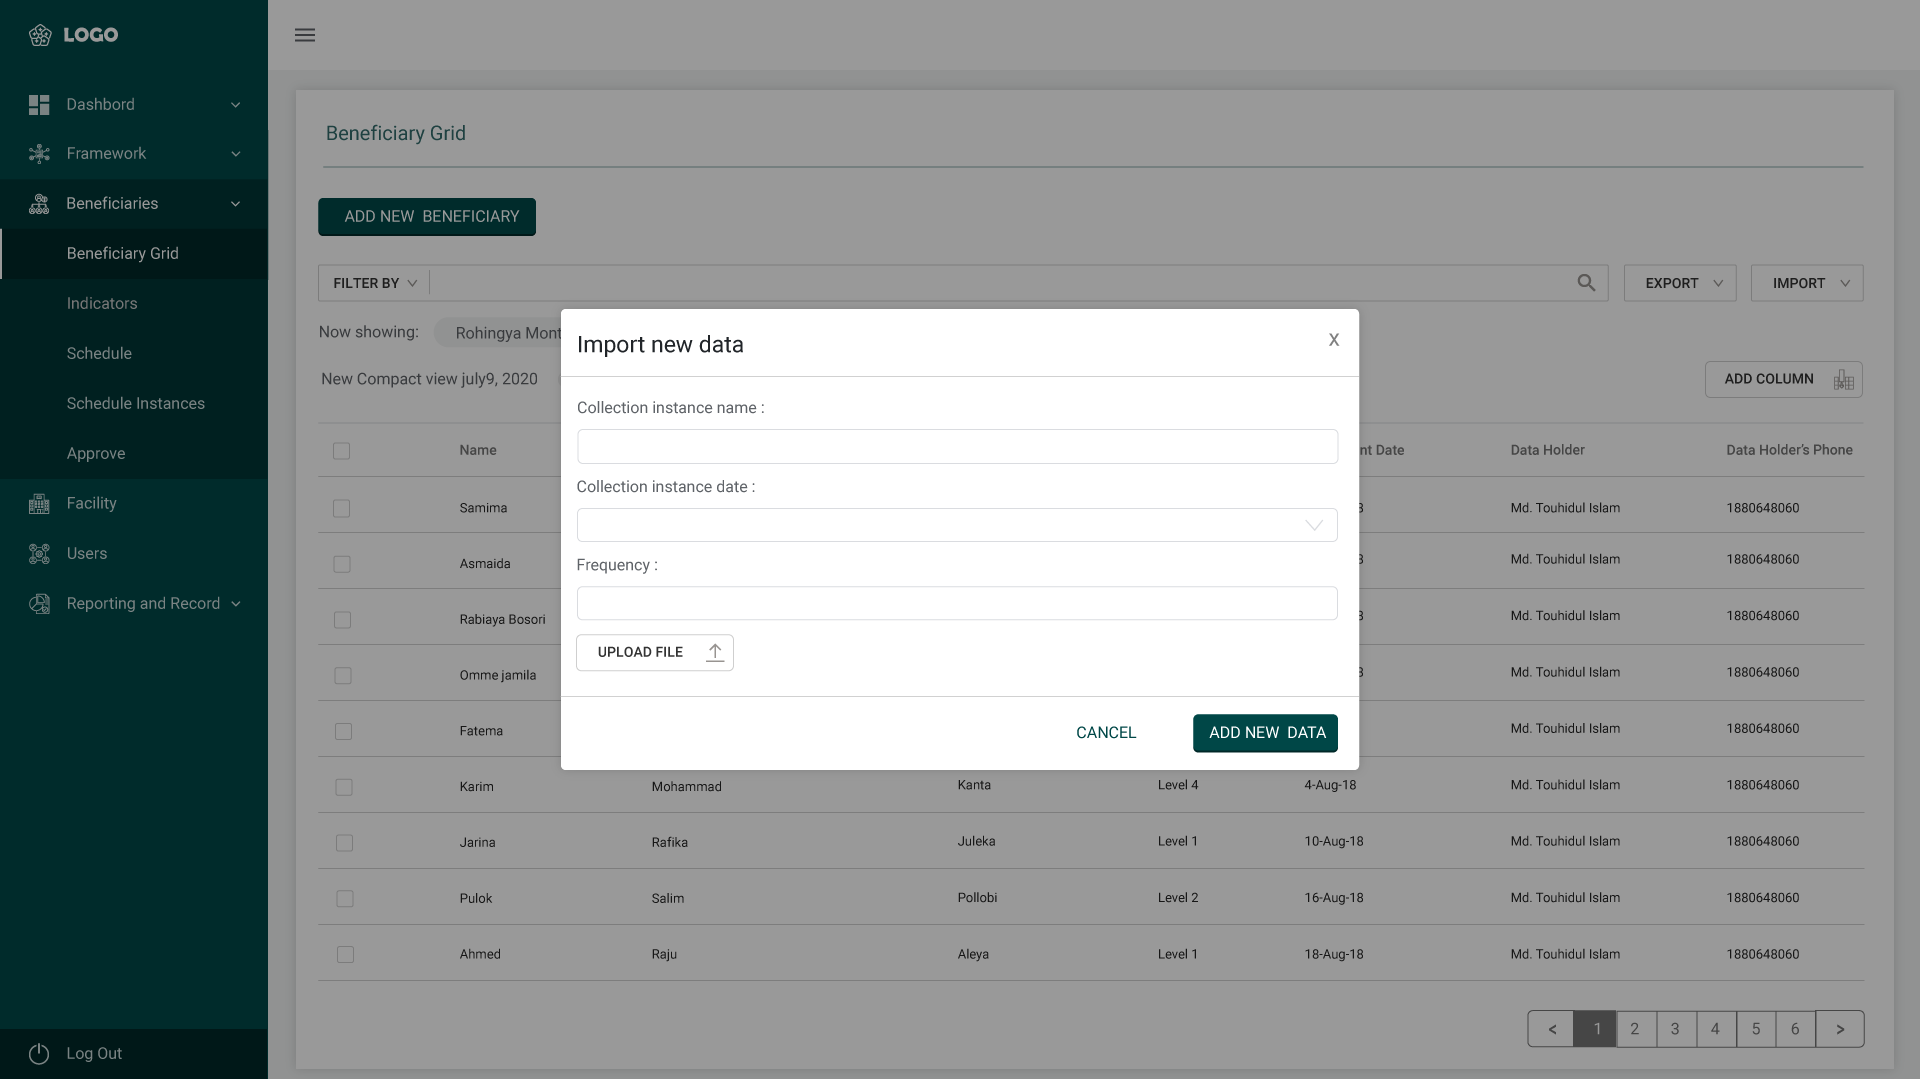 LOGO
Dashbord
Framework
Beneficiaries
Beneficiary Grid
Indicators
Schedule
Schedule Instances
Approve
Facility
Users
Reporting and Record
Log Out
Beneficiary Grid
ADD NEW BENEFICIARY
FILTER BY
EXPORT
IMPORT
Now showing: Rohingya
New Compact view july9, 2020
ADD COLUMN
Import new data
X
Collection instance name :
Collection instance date :
Frequency :
UPLOAD FILE
CANCEL
ADD NEW DATA
Name Date Data Holder Data Holder's Phone
Samima Md. Touhidul Islam 1880648060
Asmaida Md. Touhidul Islam 1880648060
Rabiaya Bosori Md. Touhidul Islam 1880648060
Omme jamila Md. Touhidul Islam 1880648060
Fatema Md. Touhidul Islam 1880648060
Karim Mohammad Kanta Level 4 4-Aug-18 Md. Touhidul Islam 1880648060
Jarina Rafika Juleka Level 1 10-Aug-18 Md. Touhidul Islam 1880648060
Pulok Salim Pollobi Level 2 16-Aug-18 Md. Touhidul Islam 1880648060
Ahmed Raju Aleya Level 1 18-Aug-18 Md. Touhidul Islam 1880648060
< 1 2 3 4 5 6 >